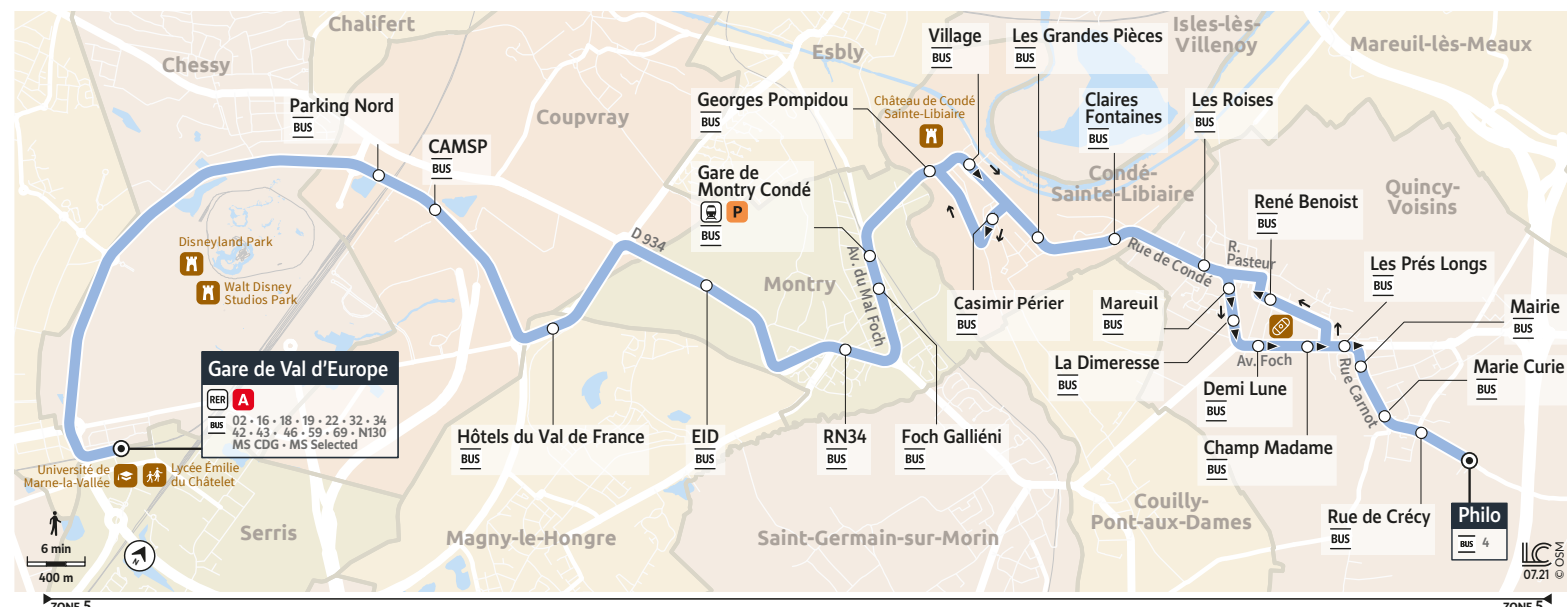 Chalifert
Chessy
Parking Nord
BUS
CAMSP
BUS
Coupvray
Esbly
Georges Pompidou
BUS
Château de Condé
Sainte-Libiaire
Village
BUS
Les Grandes Pièces
BUS
Isles-lès-
Villenoy
Mareuil-lès-Meaux
Claires
Fontaines
BUS
Les Roises
BUS
Gare de
Montry Condé
P
BUS
Condé-
Sainte-Libiaire
Quincy-
Voisins
René Benoist
BUS
Disneyland Park
Walt Disney
Studios Park
D 934
Montry
Av. du Mal Foch
Rue de Condé
R.
Pasteur
Les Prés Longs
BUS
Casimir Périer
BUS
Mareuil
BUS
Mairie
BUS
La Dimeresse
BUS
Av. Foch
Rue Carnot
Marie Curie
BUS
Demi Lune
BUS
Gare de Val d'Europe
RER A
BUS 02 • 16 • 18 • 19 • 22 • 32 • 34
42 • 43 • 46 • 59 • 69 • N130
MS CDG • MS Selected
Hôtels du Val de France
BUS
EID
BUS
RN34
BUS
Foch Galliéni
BUS
Champ Madame
BUS
Université de
Marne-la-Vallée
Lycée Émilie
du Châtelet
Serris
Magny-le-Hongre
Saint-Germain-sur-Morin
Couilly-
Pont-aux-Dames
Rue de Crécy
BUS
Philo
BUS 4
6 min
400 m
N
LC
07.21
© OSM
ZONE 5
ZONE 5